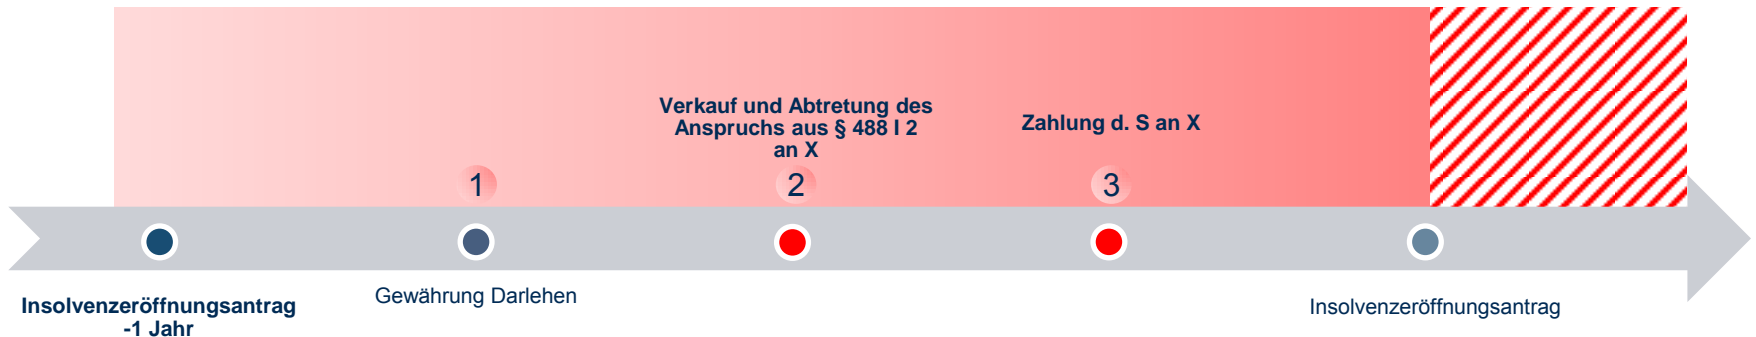 Verkauf und Abtretung des
Anspruchs aus § 488 I 2
an X
Zahlung d. S an X
1
2
3
Insolvenzeröffnungsantrag
-1 Jahr
Gewährung Darlehen
Insolvenzeröffnungsantrag